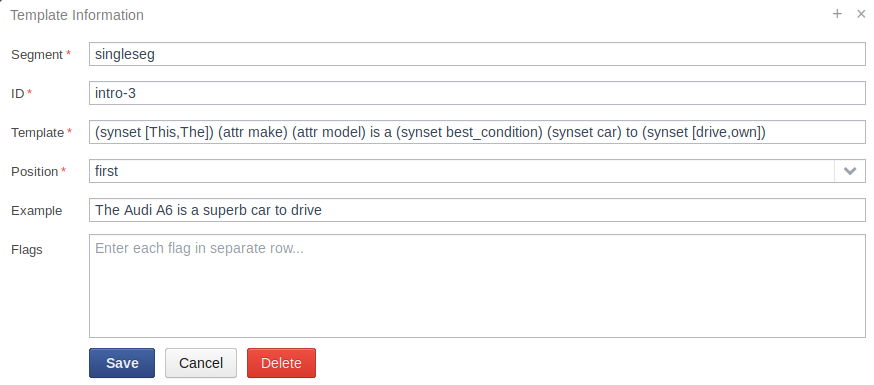 Template Information + ×
Segment * singleseg
ID * intro-3
Template * (synset [This,The]) (attr make) (attr model) is a (synset best_condition) (synset car) to (synset [drive,own])
Position * first
Example The Audi A6 is a superb car to drive
Flags Enter each flag in separate row...
Save Cancel Delete